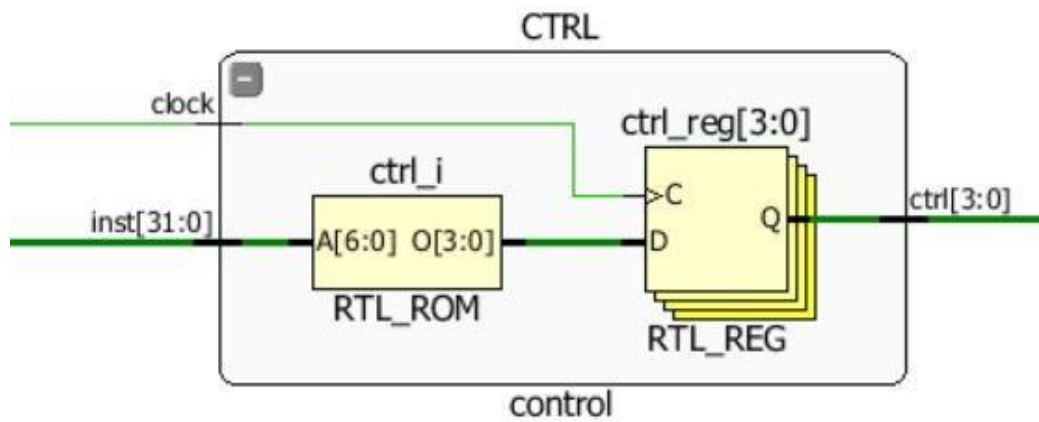 CTRL
clock
ctrl_reg[3:0]
ctrl_i
C
inst[31:0]
A[6:0] O[3:0]
D
Q
ctrl[3:0]
RTL_ROM
RTL_REG
control